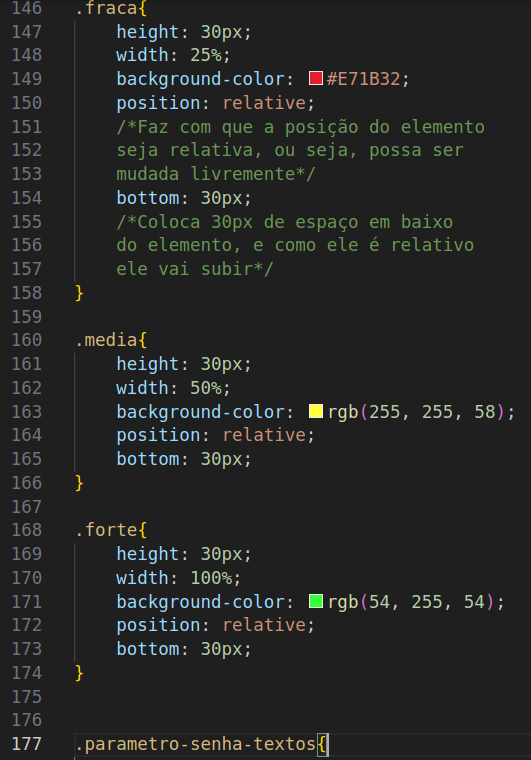 146 .fraca{
147 height: 30px;
148 width: 25%;
149 background-color: #E71B32;
150 position: relative;
151 /*Faz com que a posição do elemento
152 seja relativa, ou seja, possa ser
153 mudada livremente*/
154 bottom: 30px;
155 /*Coloca 30px de espaço em baixo
156 do elemento, e como ele é relativo
157 ele vai subir*/
158 }
159
160 .media{
161 height: 30px;
162 width: 50%;
163 background-color: rgb(255, 255, 58);
164 position: relative;
165 bottom: 30px;
166 }
167
168 .forte{
169 height: 30px;
170 width: 100%;
171 background-color: rgb(54, 255, 54);
172 position: relative;
173 bottom: 30px;
174 }
175
176
177 .parametro-senha-textos{